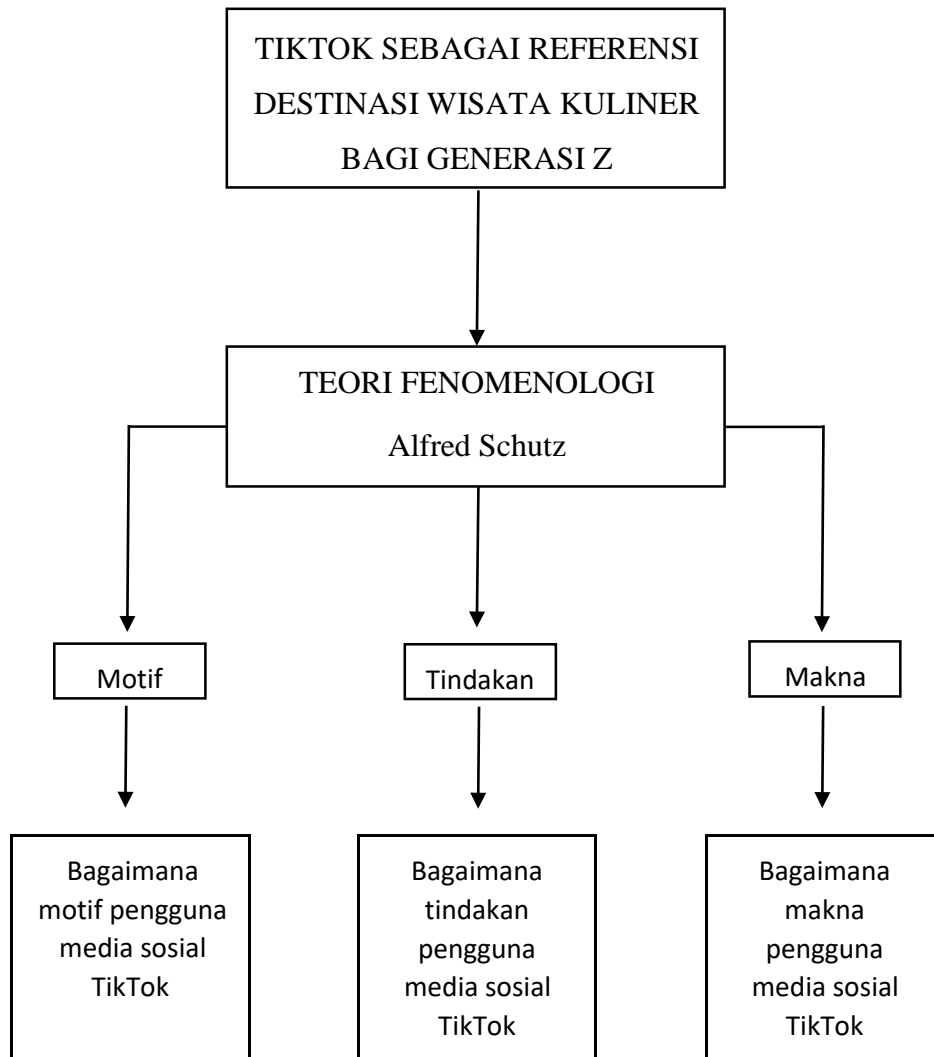 TIKTOK SEBAGAI REFERENSI
DESTINASI WISATA KULINER
BAGI GENERASI Z
TEORI FENOMENOLOGI
Alfred Schutz
Motif
Tindakan
Makna
Bagaimana
motif pengguna
media sosial
TikTok
Bagaimana
tindakan
pengguna
media sosial
TikTok
Bagaimana
makna
pengguna
media sosial
TikTok